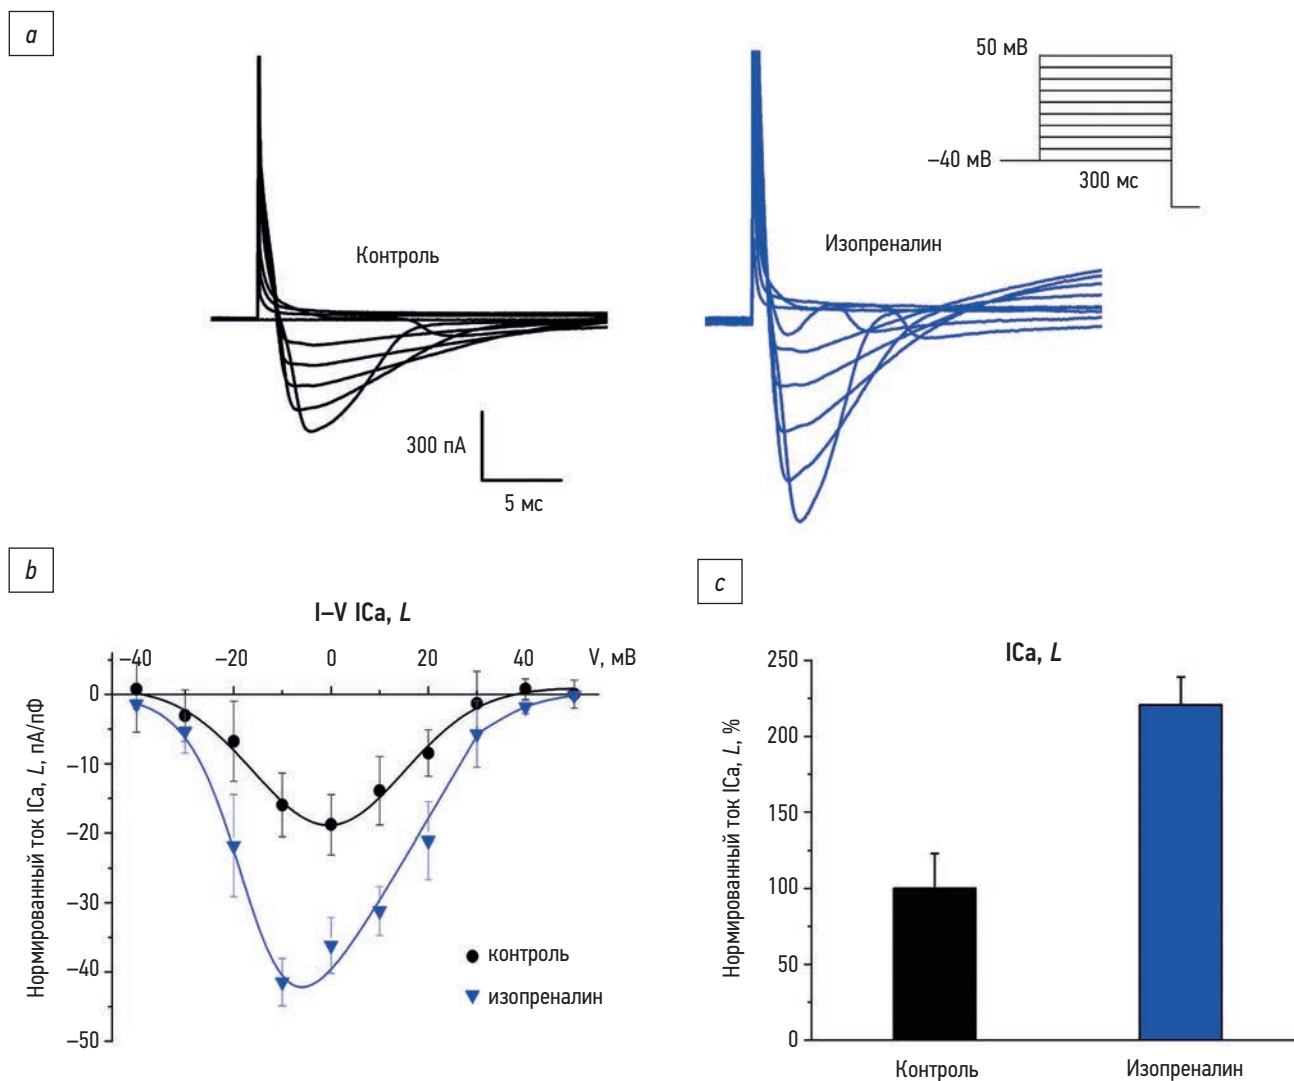 a
50 мВ
–40 мВ
300 мс
Контроль
Изопреналин
300 пА
5 мс
b
I–V ICa, L
–40
–20
0
20
40
V, мВ
0
–10
–20
–30
–40
–50
Нормированный ток ICa, L, пА/пФ
контроль
изопреналин
c
ICa, L
250
200
150
100
50
0
Нормированный ток ICa, L, %
Контроль
Изопреналин